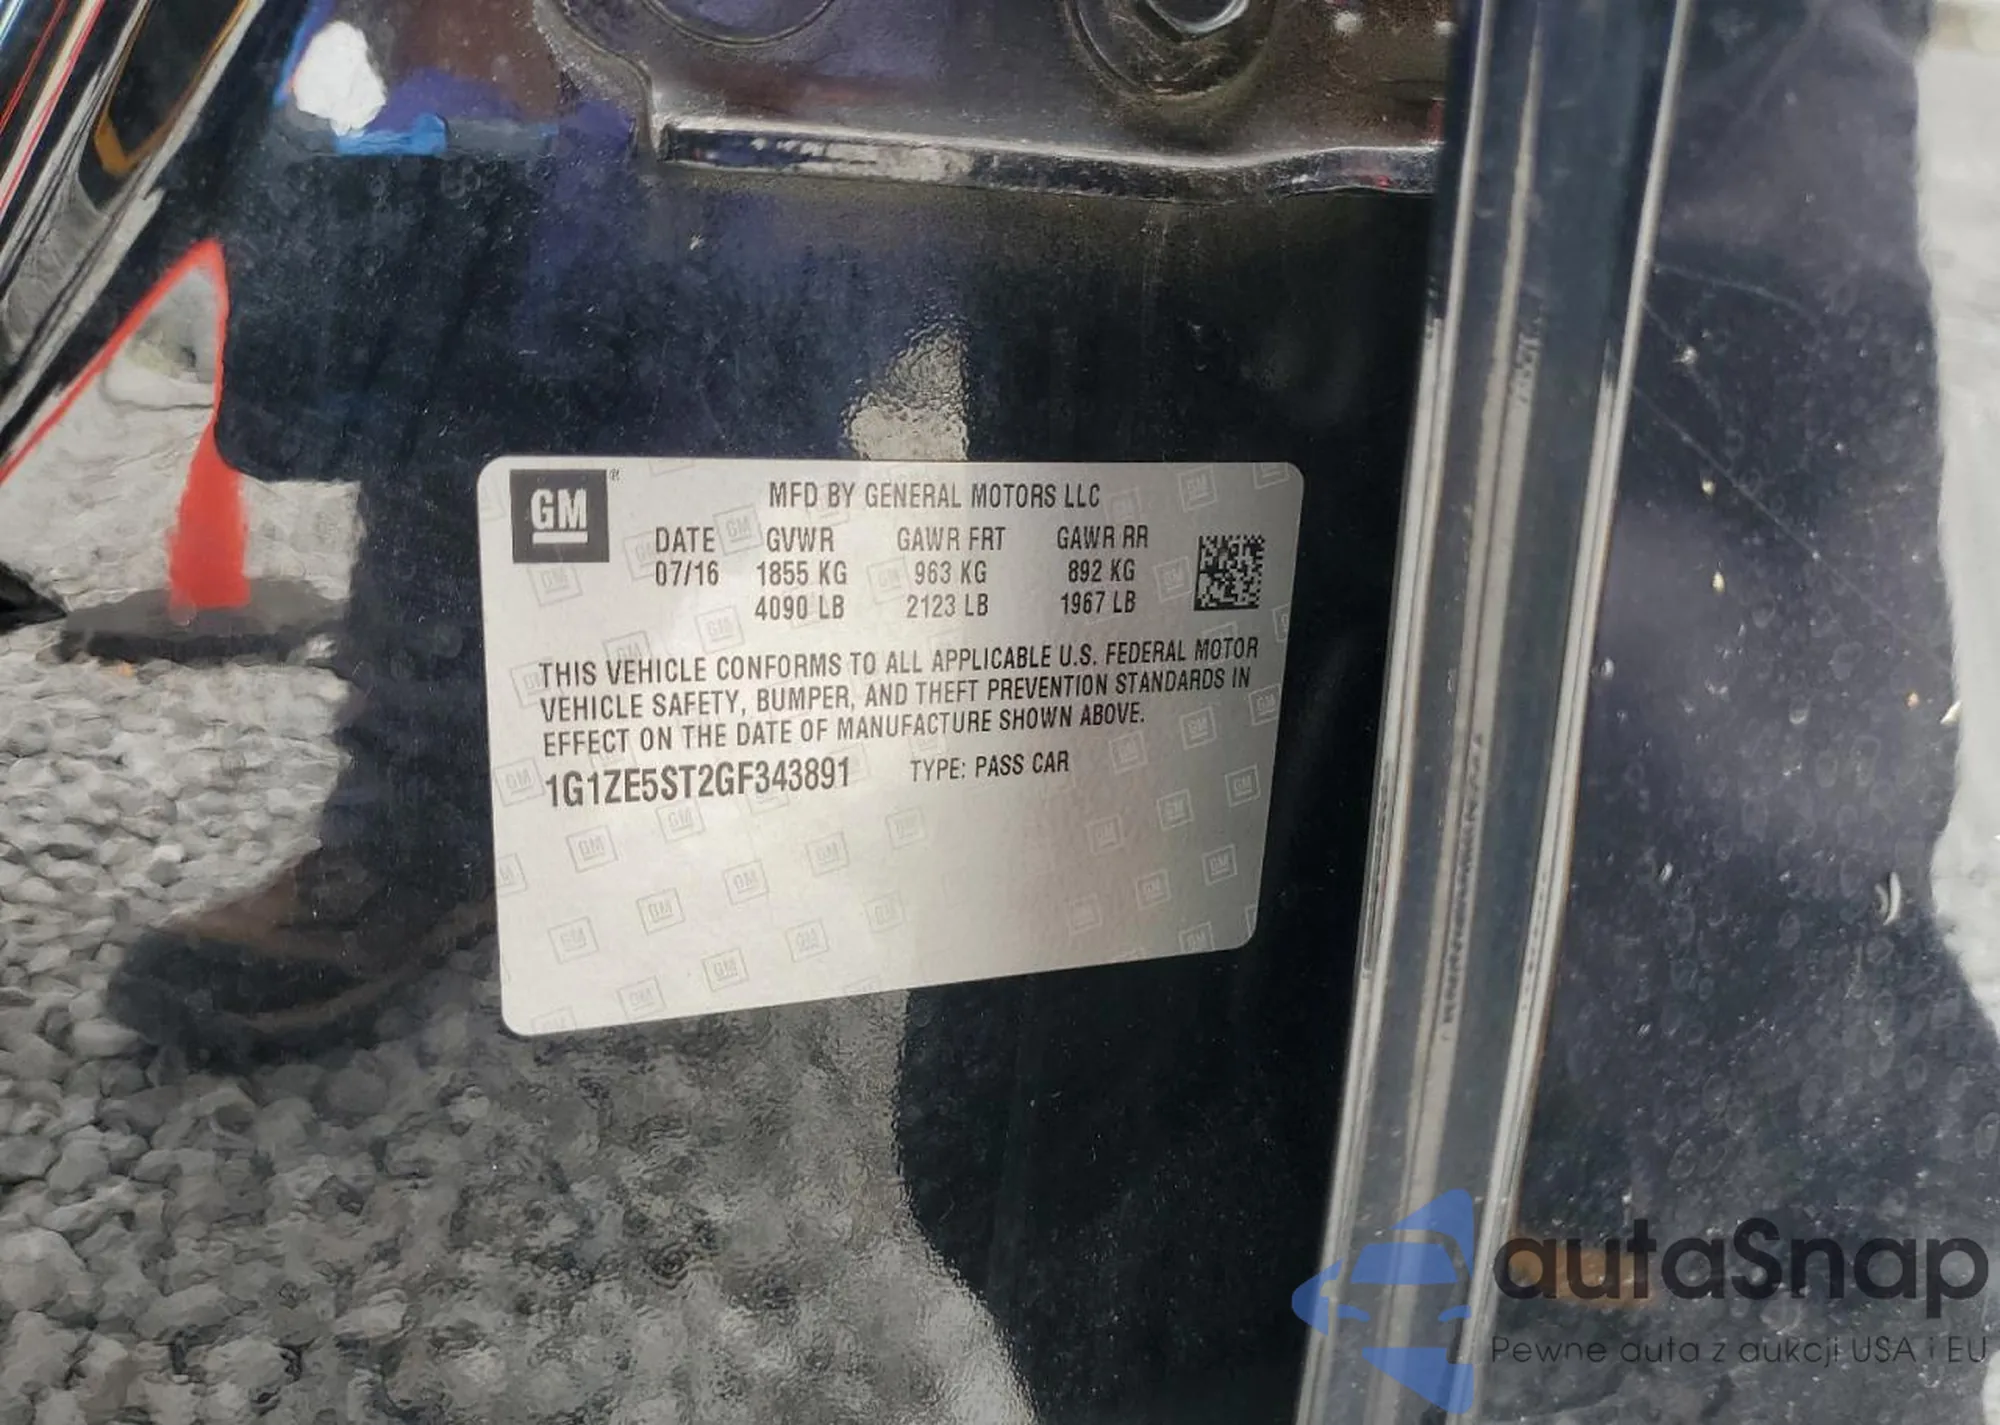 GM®
MFD BY GENERAL MOTORS LLC
DATE GVWR GAWR FRT GAWR RR
07/16 1855 KG 963 KG 892 KG
4090 LB 2123 LB 1967 LB
THIS VEHICLE CONFORMS TO ALL APPLICABLE U.S. FEDERAL MOTOR
VEHICLE SAFETY, BUMPER, AND THEFT PREVENTION STANDARDS IN
EFFECT ON THE DATE OF MANUFACTURE SHOWN ABOVE.
1G1ZE5ST2GF343891 TYPE: PASS CAR
autaSnap
Pewne auta z aukcji USA i EU